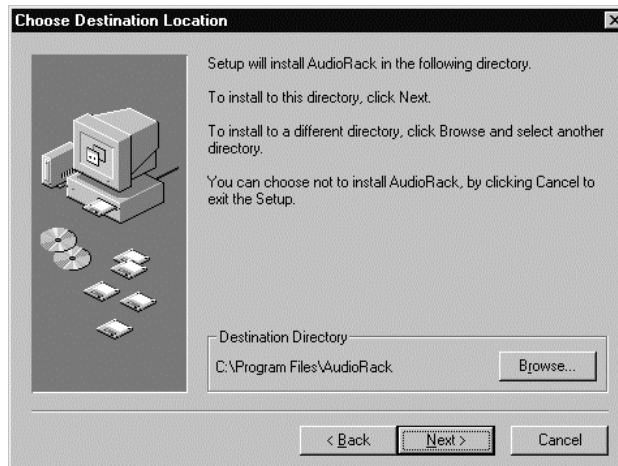 Choose Destination Location
Setup will install AudioRack in the following directory.
To install to this directory, click Next.
To install to a different directory, click Browse and select another
directory.
You can choose not to install AudioRack, by clicking Cancel to
exit the Setup.
Destination Directory
C:\Program Files\AudioRack
Browse...
< Back
Next >
Cancel